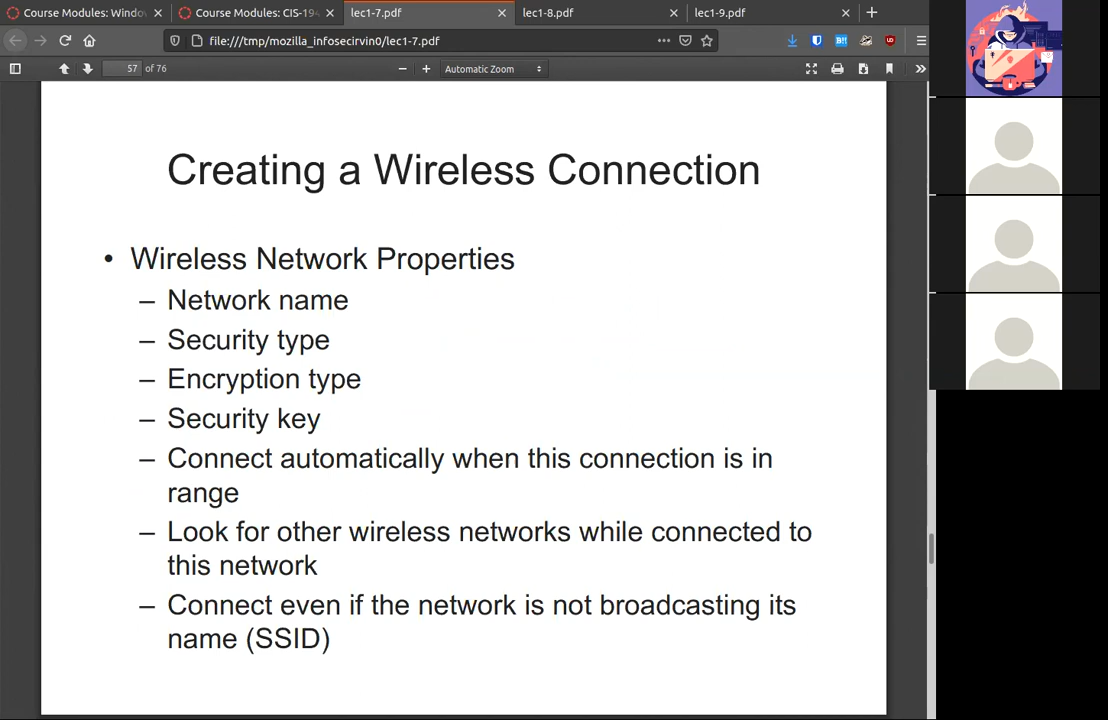 Course Modules: Windo
Course Modules: CIS-194
lec1-7.pdf
lec1-8.pdf
lec1-9.pdf
file:///tmp/mozilla_infosecirvin0/lec1-7.pdf
57 of 76
Automatic Zoom
Creating a Wireless Connection
• Wireless Network Properties
– Network name
– Security type
– Encryption type
– Security key
– Connect automatically when this connection is in
range
– Look for other wireless networks while connected to
this network
– Connect even if the network is not broadcasting its
name (SSID)